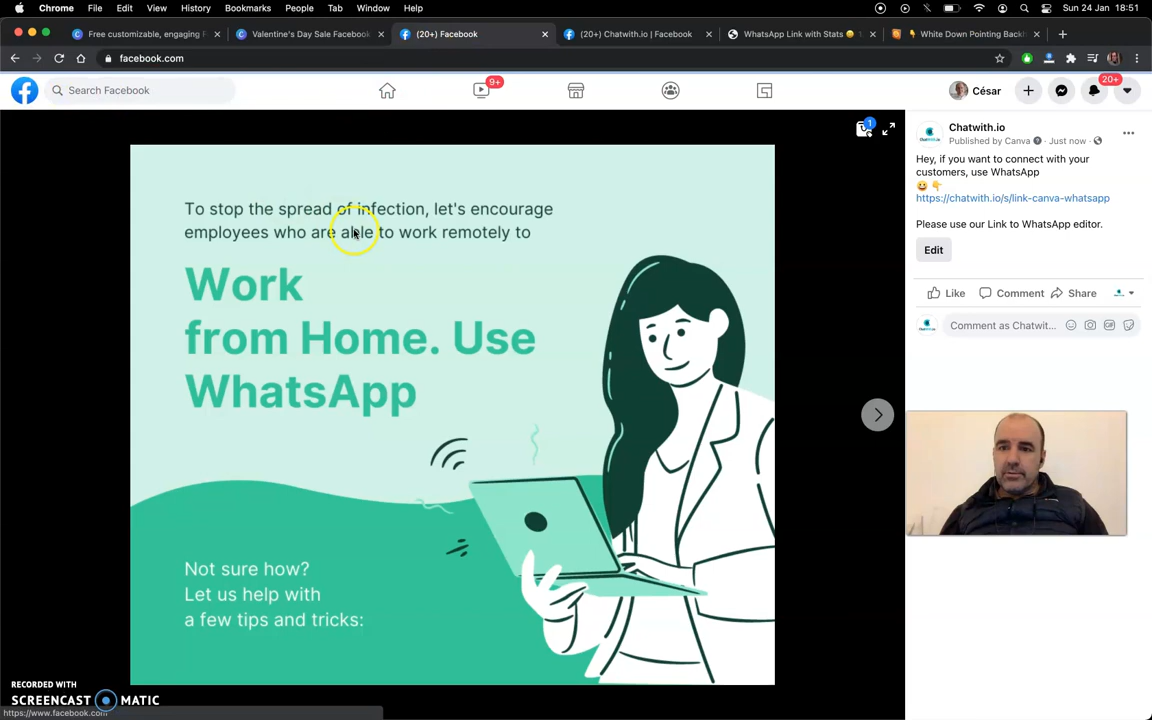 Chrome File Edit View History Bookmarks People Tab Window Help Sun 24 Jan 18:51
Free customizable, engaging F Valentine's Day Sale Facebook (20+) Facebook (20+) Chatwith.io | Facebook WhatsApp Link with Stats White Down Pointing Backh
facebook.com
Search Facebook 9+ César 20+
1
Chatwith.io
Published by Canva · Just now ·
Hey, if you want to connect with your
customers, use WhatsApp
😀 👇
https://chatwith.io/s/link-canva-whatsapp
Please use our Link to WhatsApp editor.
Edit
Like Comment Share
Comment as Chatwit...
GIF
To stop the spread of infection, let's encourage
employees who are able to work remotely to
Work
from Home. Use
WhatsApp
Not sure how?
Let us help with
a few tips and tricks:
RECORDED WITH
SCREENCAST MATIC
https://www.facebook.com